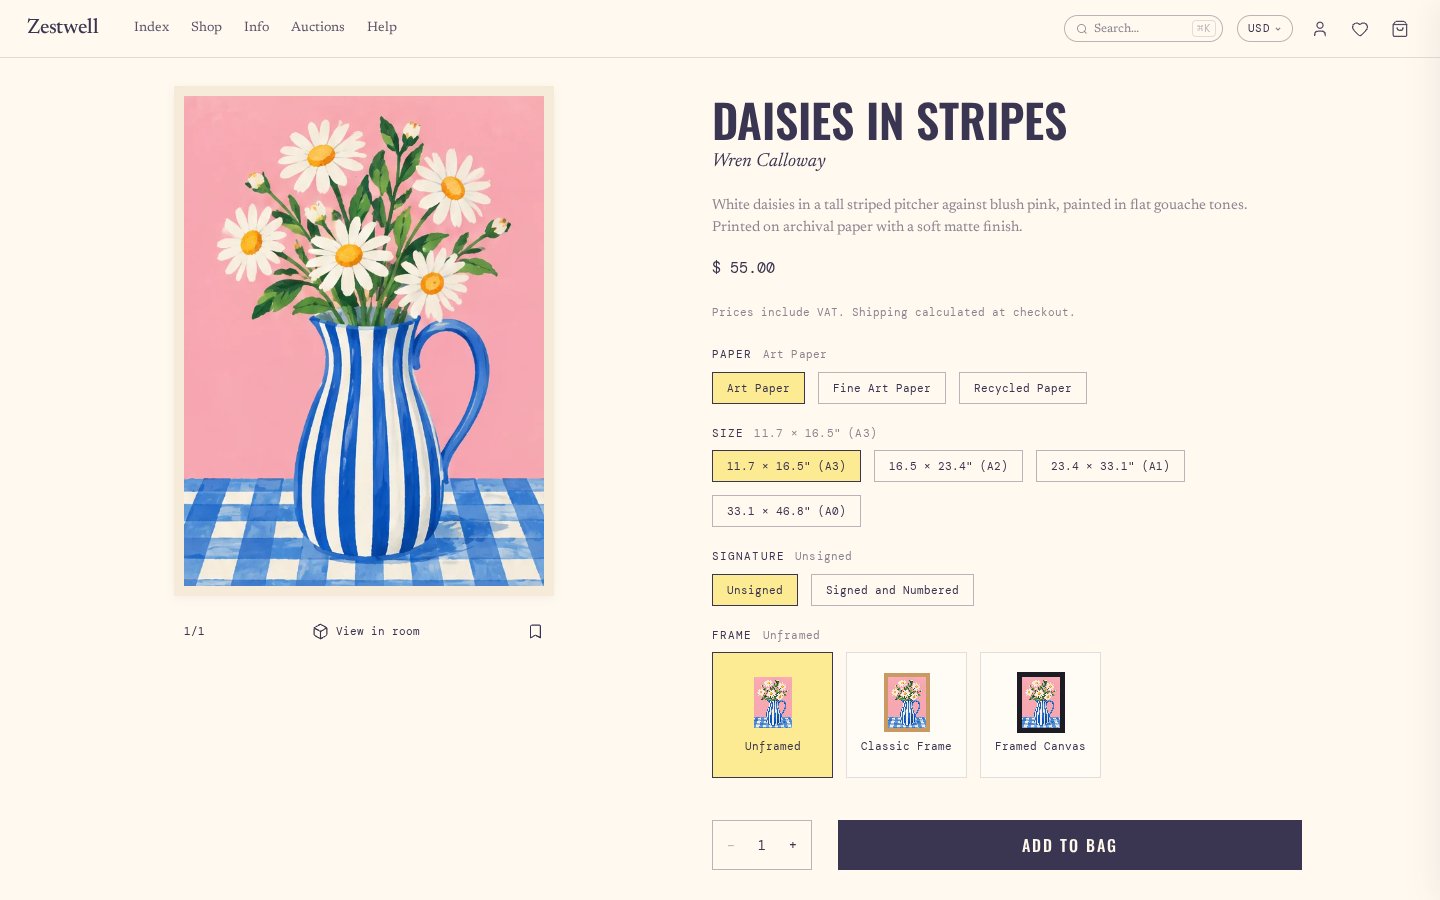 Zestwell Index Shop Info Auctions Help Search... ⌘K USD
DAISIES IN STRIPES
Wren Calloway
White daisies in a tall striped pitcher against blush pink, painted in flat gouache tones.
Printed on archival paper with a soft matte finish.
$ 55.00
Prices include VAT. Shipping calculated at checkout.
PAPER Art Paper
Art Paper Fine Art Paper Recycled Paper
SIZE 11.7 × 16.5" (A3)
11.7 × 16.5" (A3) 16.5 × 23.4" (A2) 23.4 × 33.1" (A1)
33.1 × 46.8" (A0)
SIGNATURE Unsigned
Unsigned Signed and Numbered
1/1 View in room
FRAME Unframed
Unframed Classic Frame Framed Canvas
− 1 + ADD TO BAG